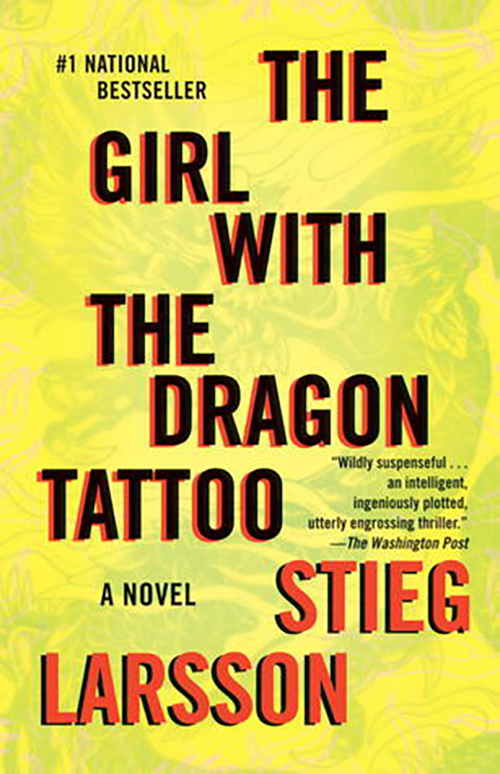 #1 NATIONAL
BESTSELLER
THE
GIRL
WITH
THE
DRAGON
TATTOO
“Wildly suspenseful . . .
an intelligent,
ingeniously plotted,
utterly engrossing thriller.”
—The Washington Post
A NOVEL
STIEG
LARSSON